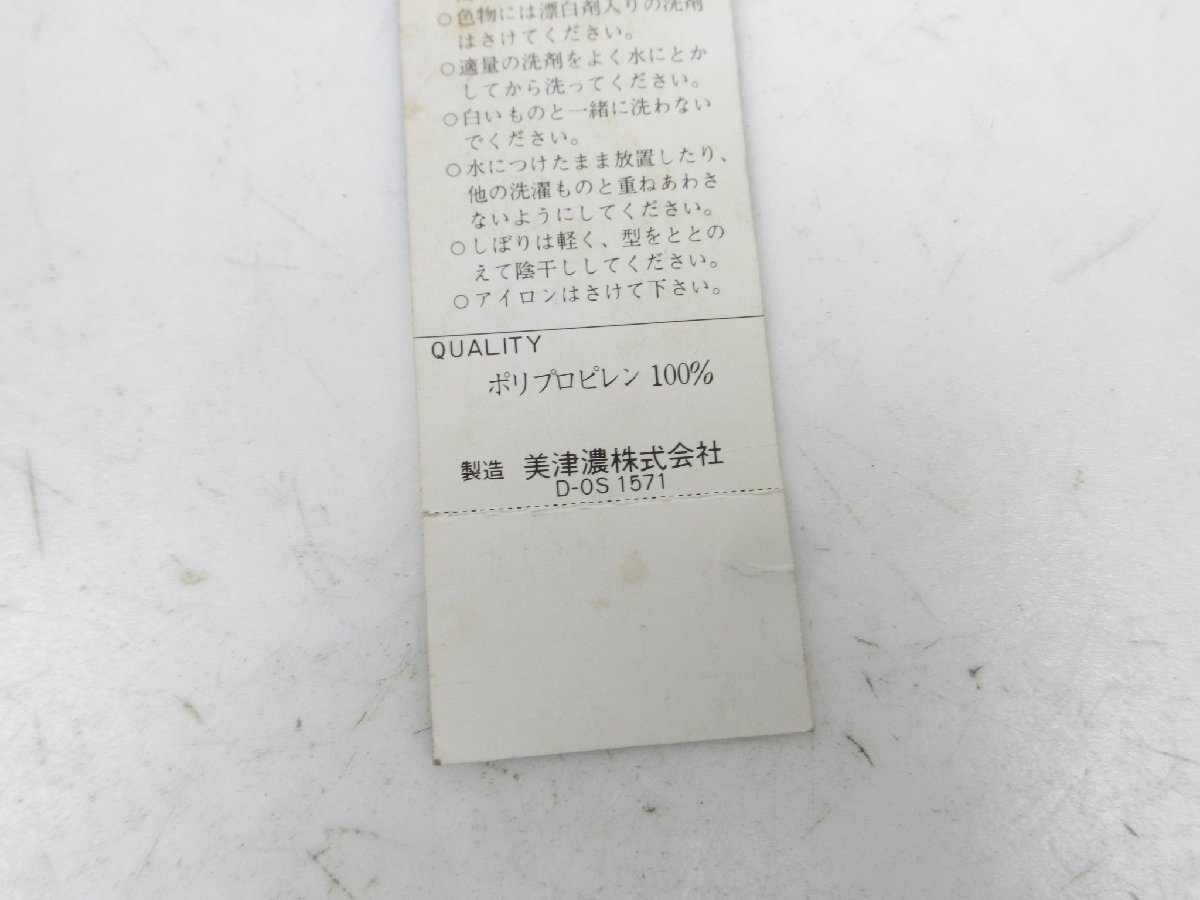 ○色物には漂白剤入りの洗剤
はさけてください。
○適量の洗剤をよく水にとか
してから洗ってください。
○白いものと一緒に洗わない
でください。
○水につけたまま放置したり、
他の洗濯ものと重ねあわさ
ないようにしてください。
○しぼりは軽く、型をととの
えて陰干ししてください。
○アイロンはさけて下さい。
QUALITY
ポリプロピレン 100%
製造 美津濃株式会社
D-OS 1571